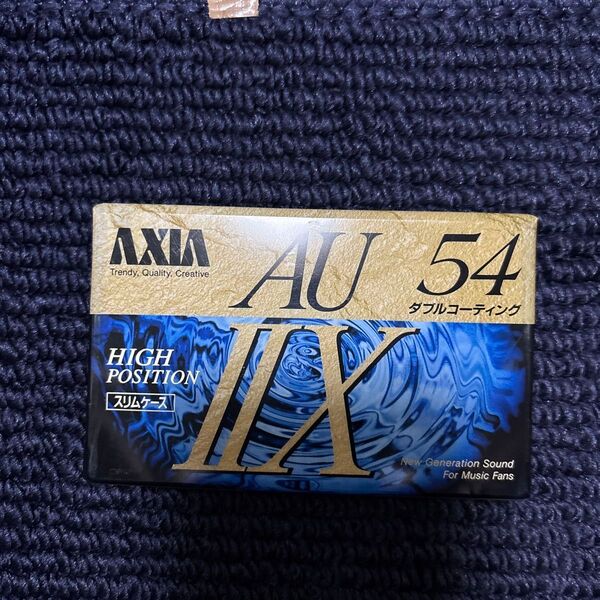 AXIA
Trendy, Quality, Creative
AU
54
ダブルコーティング
HIGH
POSITION
スリムケース
IIX
New Generation Sound
For Music Fans